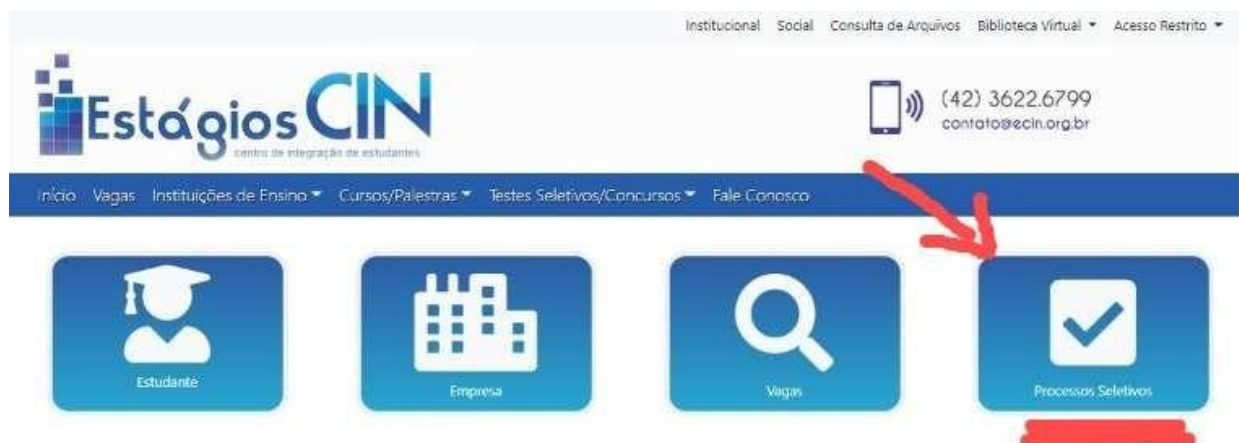 Institucional Social Consulta de Arquivos Biblioteca Virtual Acesso Restrito
Estágios CIN
centro de integração de estudantes
(42) 3622.6799
contato@ecin.org.br
Início Vagas Instituições de Ensino Cursos/Palestras Testes Seletivos/Concursos Fale Conosco
Estudante
Empresa
Vagas
Processos Seletivos